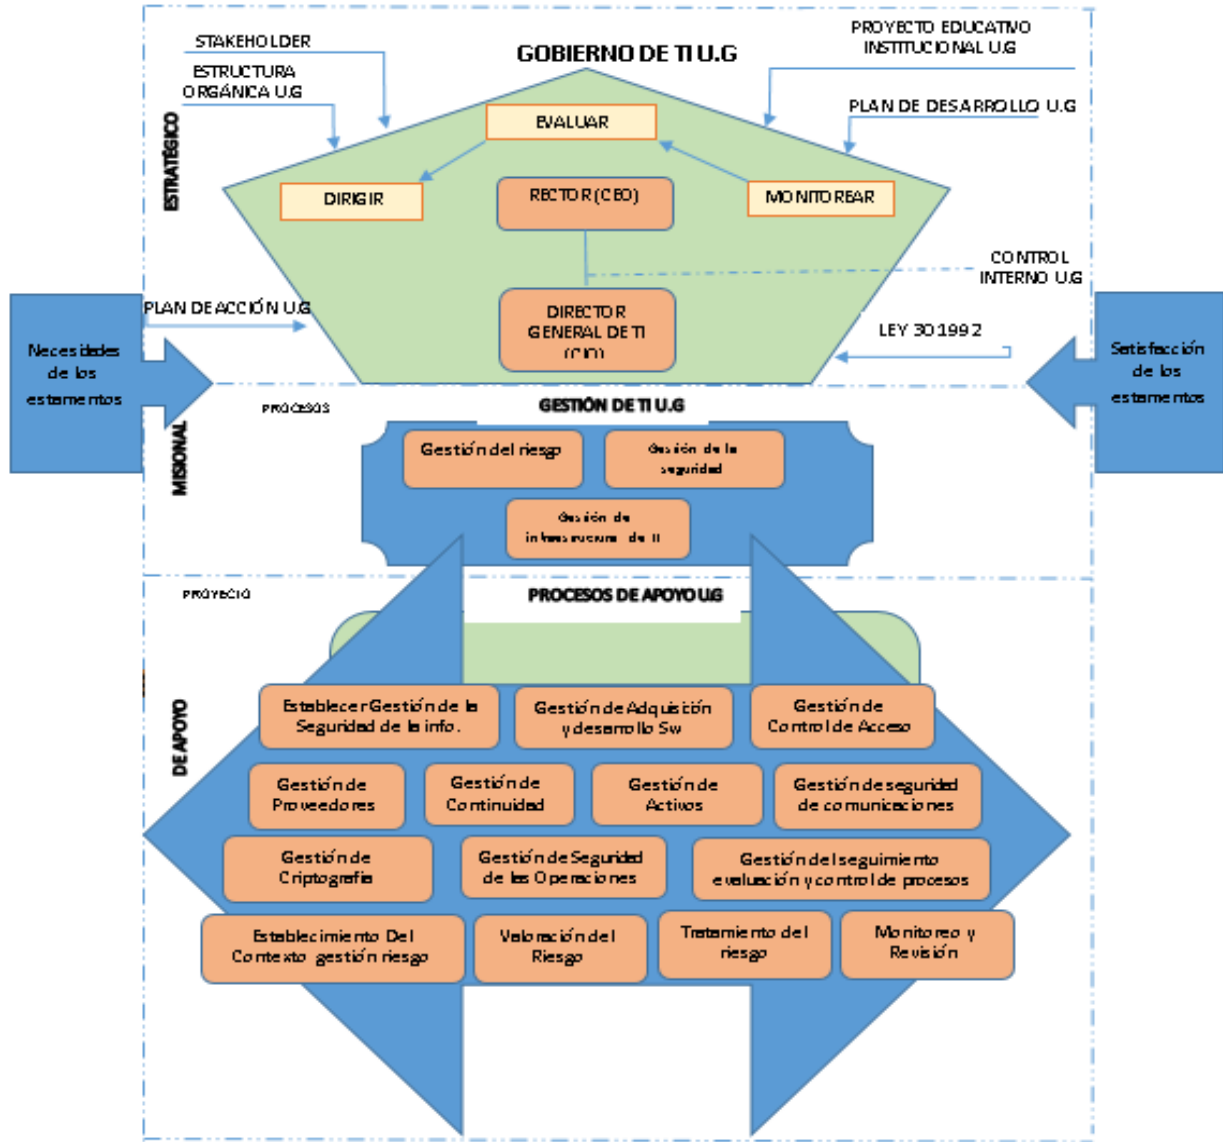 GOBIERNO DE TI U.G
STAKEHOLDER
ESTRUCTURA
ORGÁNICA U.G
PROYECTO EDUCATIVO
INSTITUCIONAL U.G
PLAN DE DESARROLLO U.G
ESTRATÉGICO
EVALUAR
DIRIGIR
RECTOR (CEO)
MONITOREAR
CONTROL
INTERNO U.G
PLAN DE ACCIÓN U.G
DIRECTOR
GENERAL DE TI
(CIO)
LEY 30 1992
Necesidades
de los
estamentos
Satisfacción
de los
estamentos
PROCESOS
GESTIÓN DE TI U.G
MISIONAL
Gestión del riesgo
Gestión de la
seguridad
Gestión de
infraestructura de TI
PROYECTO
PROCESOS DE APOYO U.G
DE APOYO
Establecer Gestión de la
Seguridad de la info.
Gestión de Adquisición
y desarrollo Sw
Gestión de
Control de Acceso
Gestión de
Proveedores
Gestión de
Continuidad
Gestión de
Activos
Gestión de seguridad
de comunicaciones
Gestión de
Criptografía
Gestión de Seguridad
de las Operaciones
Gestión del seguimiento
evaluación y control de procesos
Establecimiento Del
Contexto gestión riesgo
Valoración del
Riesgo
Tratamiento del
riesgo
Monitoreo y
Revisión